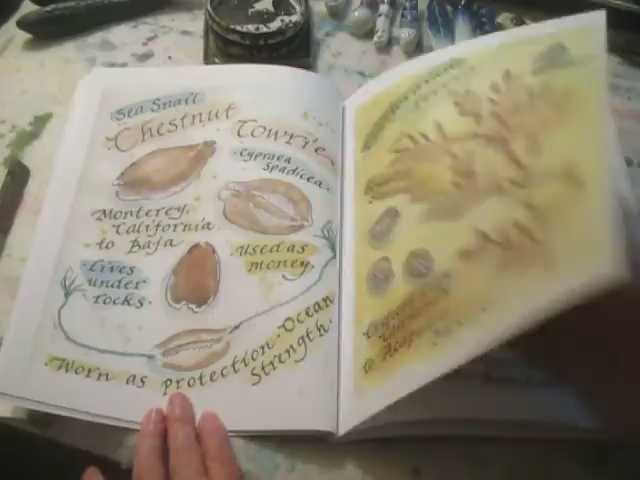 Sea Snail
Chestnut Cowrie
Cypraea
Spadicea.
Monterey,
California
to Baja
Used as
money.
Lives
under
rocks.
Worn as protection. Ocean
Strength.